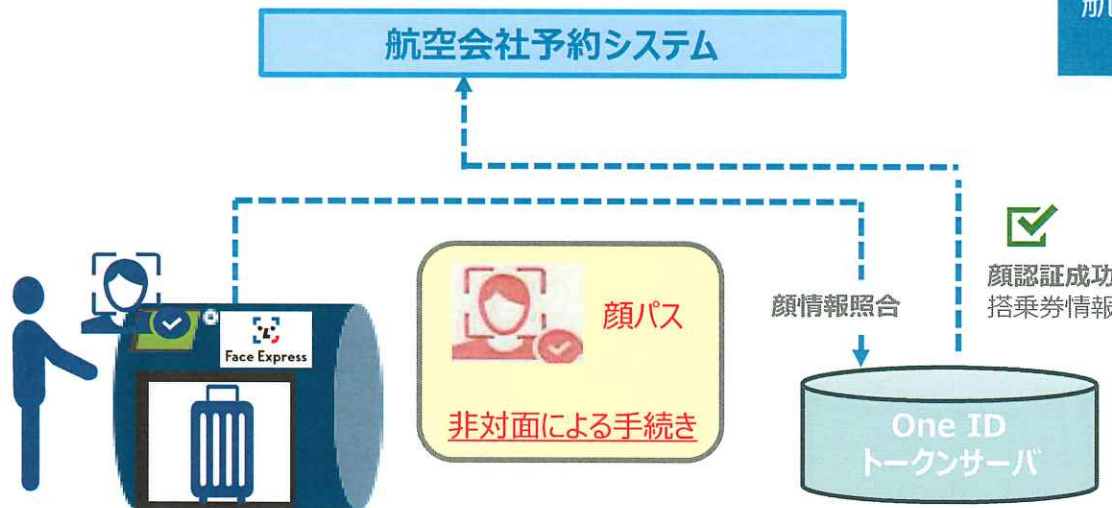 航空会社予約システム
Face Express
顔パス
非対面による手続き
顔情報照合
顔認証成功
搭乗券情報
One ID
トークンサーバ